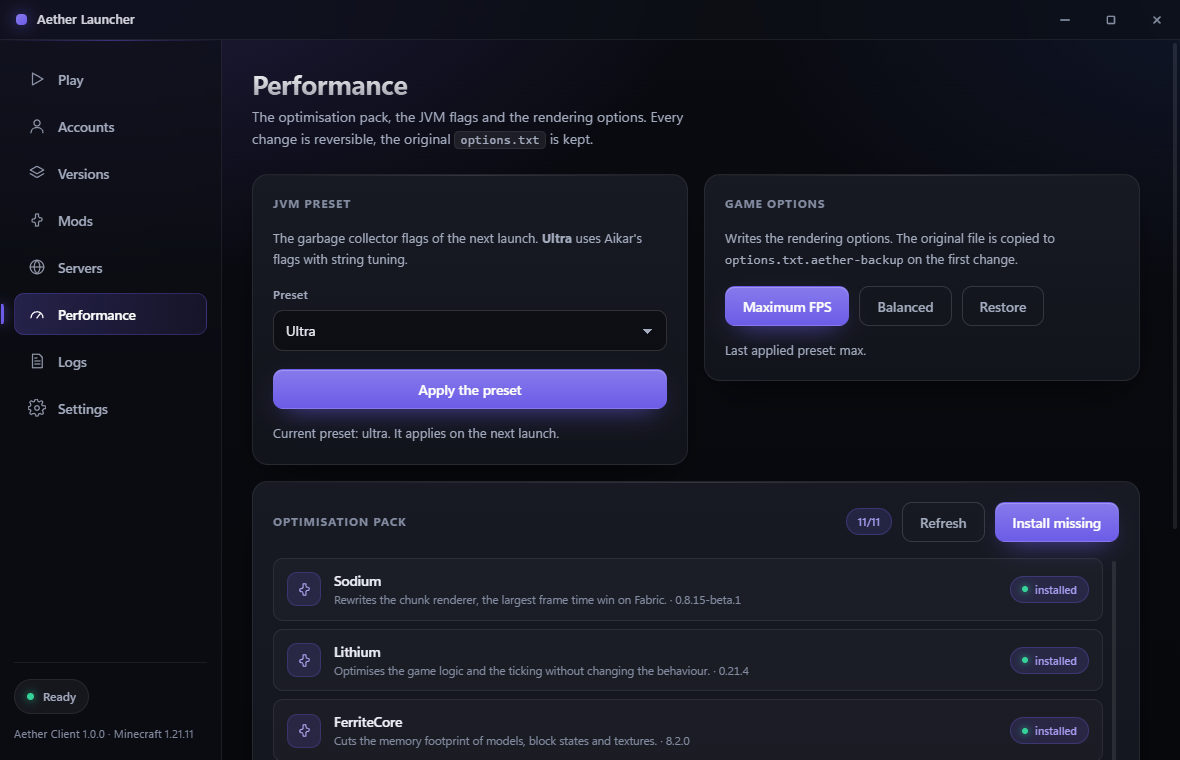 Aether Launcher
Play
Accounts
Versions
Mods
Servers
Performance
Logs
Settings
Ready
Aether Client 1.0.0 · Minecraft 1.21.11
Performance
The optimisation pack, the JVM flags and the rendering options. Every
change is reversible, the original options.txt is kept.
JVM PRESET
The garbage collector flags of the next launch. Ultra uses Aikar's
flags with string tuning.
Preset
Ultra
Apply the preset
Current preset: ultra. It applies on the next launch.
GAME OPTIONS
Writes the rendering options. The original file is copied to
options.txt.aether-backup on the first change.
Maximum FPS
Balanced
Restore
Last applied preset: max.
OPTIMISATION PACK
11/11
Refresh
Install missing
Sodium
Rewrites the chunk renderer, the largest frame time win on Fabric. · 0.8.15-beta.1
installed
Lithium
Optimises the game logic and the ticking without changing the behaviour. · 0.21.4
installed
FerriteCore
Cuts the memory footprint of models, block states and textures. · 8.2.0
installed